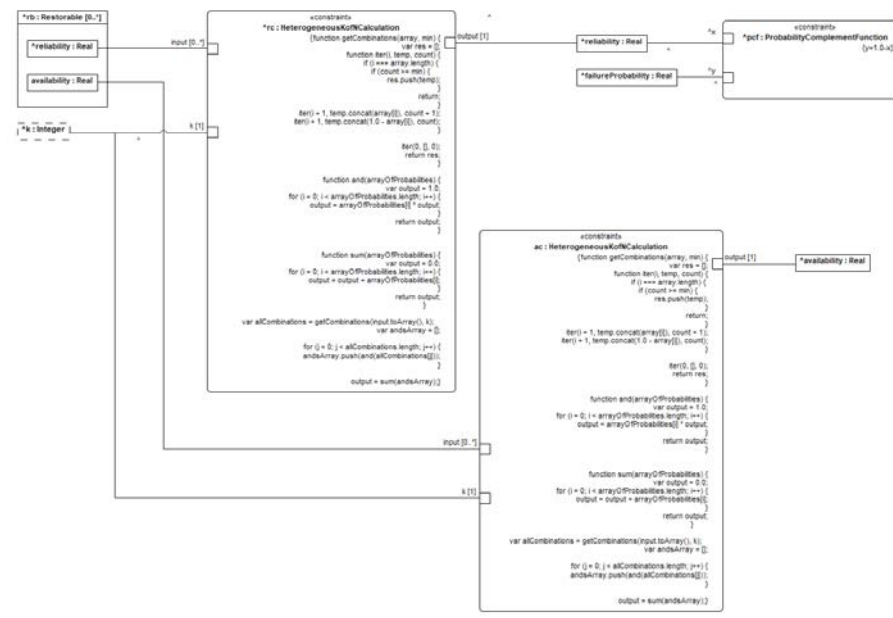 ^rb : Restorable [0..*]
^reliability : Real
availability : Real
^k : Integer
input [0..*]
k [1]
«constraint»
^rc : HeterogeneousKofNCalculation
{function getCombinations(array, min) {
var res = [];
function iter(i, temp, count) {
if (i === array.length) {
if (count >= min) {
res.push(temp);
}
return;
}
iter(i + 1, temp.concat(array[i]), count + 1);
iter(i + 1, temp.concat(1.0 - array[i]), count);
}
iter(0, [], 0);
return res;
}
function and(arrayOfProbabilities) {
var output = 1.0;
for (i = 0; i < arrayOfProbabilities.length; i++) {
output = arrayOfProbabilities[i] * output;
}
return output;
}
function sum(arrayOfProbabilities) {
var output = 0.0;
for (i = 0; i < arrayOfProbabilities.length; i++) {
output = output + arrayOfProbabilities[i];
}
return output;
}
var allCombinations = getCombinations(input.toArray(), k);
var andsArray = [];
for (j = 0; j < allCombinations.length; j++) {
andsArray.push(and(allCombinations[j]));
}
output = sum(andsArray);}
output [1]
^reliability : Real
^failureProbability : Real
^x
^y
«constraint»
^pcf : ProbabilityComplementFunction
{y=1.0-x}
input [0..*]
k [1]
«constraint»
ac : HeterogeneousKofNCalculation
{function getCombinations(array, min) {
var res = [];
function iter(i, temp, count) {
if (i === array.length) {
if (count >= min) {
res.push(temp);
}
return;
}
iter(i + 1, temp.concat(array[i]), count + 1);
iter(i + 1, temp.concat(1.0 - array[i]), count);
}
iter(0, [], 0);
return res;
}
function and(arrayOfProbabilities) {
var output = 1.0;
for (i = 0; i < arrayOfProbabilities.length; i++) {
output = arrayOfProbabilities[i] * output;
}
return output;
}
function sum(arrayOfProbabilities) {
var output = 0.0;
for (i = 0; i < arrayOfProbabilities.length; i++) {
output = output + arrayOfProbabilities[i];
}
return output;
}
var allCombinations = getCombinations(input.toArray(), k);
var andsArray = [];
for (j = 0; j < allCombinations.length; j++) {
andsArray.push(and(allCombinations[j]));
}
output = sum(andsArray);}
output [1]
^availability : Real